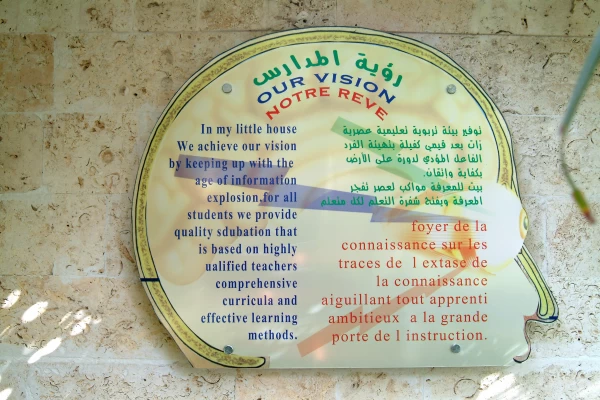 رؤية المدارس
OUR VISION
NOTRE REVE
In my little house
We achieve our vision
by keeping up with the
age of information
explosion,for all
students we provide
quality sdubation that
is based on highly
ualified teachers
comprehensive
curricula and
effective learning
methods.
توفير بيئة تربوية تعليمية عصرية
زات بعد قيمي كفيلة بتهيئة الفرد
الفاعل المؤدي لدورة على الأرض
بكفاية وإتقان.
بيت للمعرفة مواكب لعصر تفجر
المعرفة ويفتح شفرة التعلم لكل متعلم
foyer de la
connaissance sur les
traces de l extase de
la connaissance
aiguillant tout apprenti
ambitieux a la grande
porte de l instruction.